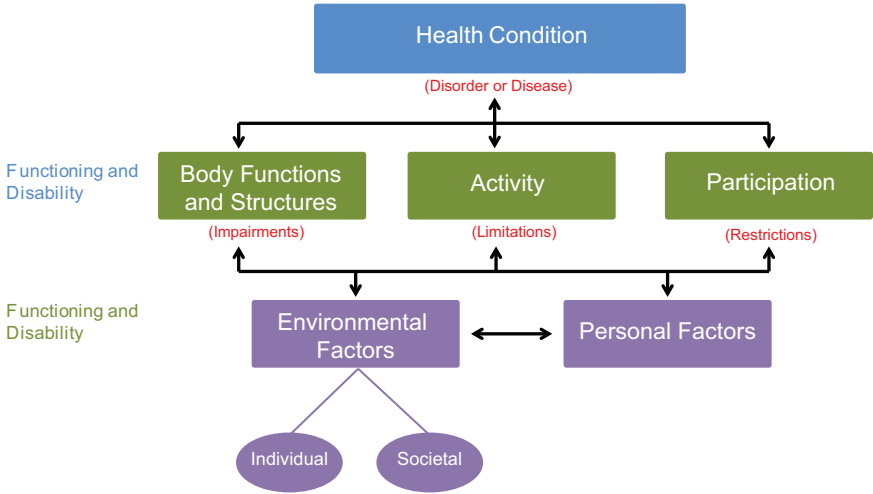 Health Condition
(Disorder or Disease)
Functioning and
Disability
Body Functions
and Structures
Activity
Participation
(Impairments)
(Limitations)
(Restrictions)
Functioning and
Disability
Environmental
Factors
Personal Factors
Individual
Societal